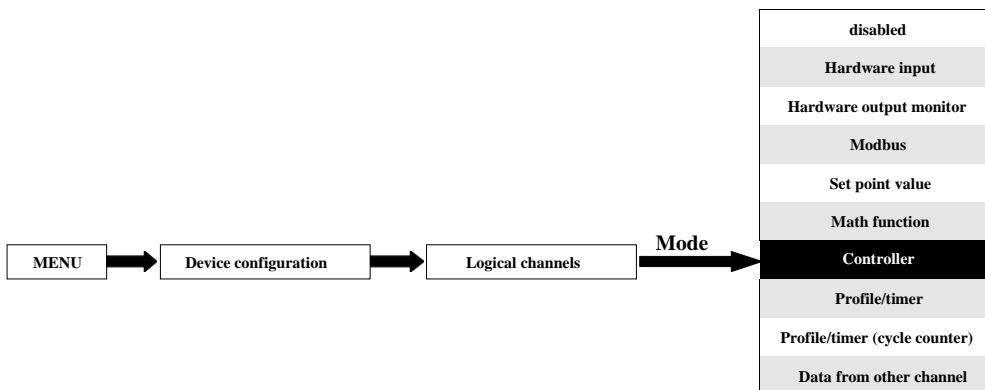 disabled
Hardware input
Hardware output monitor
Modbus
Set point value
Math function
MENU
Device configuration
Logical channels
Mode
Controller
Profile/timer
Profile/timer (cycle counter)
Data from other channel